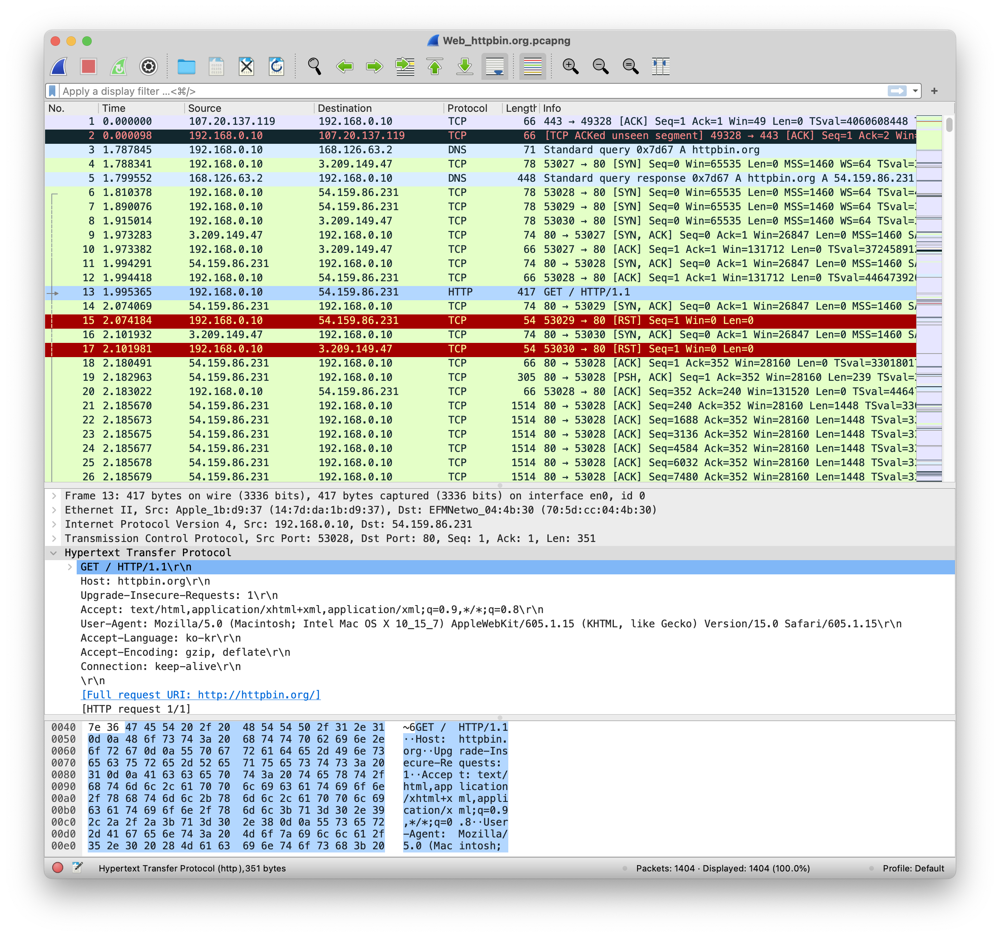 Web_httpbin.org.pcapng
Apply a display filter ...<⌘/>
+
No. Time Source Destination Protocol Length Info
1 0.000000 107.20.137.119 192.168.0.10 TCP 66 443 → 49328 [ACK] Seq=1 Ack=1 Win=49 Len=0 TSval=4060608448
2 0.000098 192.168.0.10 107.20.137.119 TCP 66 [TCP ACKed unseen segment] 49328 → 443 [ACK] Seq=1 Ack=2 Win=
3 1.787845 192.168.0.10 168.126.63.2 DNS 71 Standard query 0x7d67 A httpbin.org
4 1.788341 192.168.0.10 3.209.149.47 TCP 78 53027 → 80 [SYN] Seq=0 Win=65535 Len=0 MSS=1460 WS=64 TSval=
5 1.799552 168.126.63.2 192.168.0.10 DNS 448 Standard query response 0x7d67 A httpbin.org A 54.159.86.231
6 1.810378 192.168.0.10 54.159.86.231 TCP 78 53028 → 80 [SYN] Seq=0 Win=65535 Len=0 MSS=1460 WS=64 TSval=
7 1.890076 192.168.0.10 54.159.86.231 TCP 78 53029 → 80 [SYN] Seq=0 Win=65535 Len=0 MSS=1460 WS=64 TSval=
8 1.915014 192.168.0.10 3.209.149.47 TCP 78 53030 → 80 [SYN] Seq=0 Win=65535 Len=0 MSS=1460 WS=64 TSval=
9 1.973283 3.209.149.47 192.168.0.10 TCP 74 80 → 53027 [SYN, ACK] Seq=0 Ack=1 Win=26847 Len=0 MSS=1460
10 1.973382 192.168.0.10 3.209.149.47 TCP 66 53027 → 80 [ACK] Seq=1 Ack=1 Win=131712 Len=0 TSval=37245891
11 1.994291 54.159.86.231 192.168.0.10 TCP 74 80 → 53028 [SYN, ACK] Seq=0 Ack=1 Win=26847 Len=0 MSS=1460
12 1.994418 192.168.0.10 54.159.86.231 TCP 66 53028 → 80 [ACK] Seq=1 Ack=1 Win=131712 Len=0 TSval=44647392
13 1.995365 192.168.0.10 54.159.86.231 HTTP 417 GET / HTTP/1.1
14 2.074069 54.159.86.231 192.168.0.10 TCP 74 80 → 53029 [SYN, ACK] Seq=0 Ack=1 Win=26847 Len=0 MSS=1460
15 2.074184 192.168.0.10 54.159.86.231 TCP 54 53029 → 80 [RST] Seq=1 Win=0 Len=0
16 2.101932 3.209.149.47 192.168.0.10 TCP 74 80 → 53030 [SYN, ACK] Seq=0 Ack=1 Win=26847 Len=0 MSS=1460
17 2.101981 192.168.0.10 3.209.149.47 TCP 54 53030 → 80 [RST] Seq=1 Win=0 Len=0
18 2.180491 54.159.86.231 192.168.0.10 TCP 66 80 → 53028 [ACK] Seq=1 Ack=352 Win=28160 Len=0 TSval=3301801
19 2.182963 54.159.86.231 192.168.0.10 TCP 305 80 → 53028 [PSH, ACK] Seq=1 Ack=352 Win=28160 Len=239 TSval=
20 2.183022 192.168.0.10 54.159.86.231 TCP 66 53028 → 80 [ACK] Seq=352 Ack=240 Win=131520 Len=0 TSval=4464
21 2.185670 54.159.86.231 192.168.0.10 TCP 1514 80 → 53028 [ACK] Seq=240 Ack=352 Win=28160 Len=1448 TSval=33
22 2.185673 54.159.86.231 192.168.0.10 TCP 1514 80 → 53028 [ACK] Seq=1688 Ack=352 Win=28160 Len=1448 TSval=3
23 2.185675 54.159.86.231 192.168.0.10 TCP 1514 80 → 53028 [ACK] Seq=3136 Ack=352 Win=28160 Len=1448 TSval=3
24 2.185677 54.159.86.231 192.168.0.10 TCP 1514 80 → 53028 [ACK] Seq=4584 Ack=352 Win=28160 Len=1448 TSval=3
25 2.185678 54.159.86.231 192.168.0.10 TCP 1514 80 → 53028 [ACK] Seq=6032 Ack=352 Win=28160 Len=1448 TSval=3
26 2.185679 54.159.86.231 192.168.0.10 TCP 1514 80 → 53028 [ACK] Seq=7480 Ack=352 Win=28160 Len=1448 TSval=3
Frame 13: 417 bytes on wire (3336 bits), 417 bytes captured (3336 bits) on interface en0, id 0
Ethernet II, Src: Apple_1b:d9:37 (14:7d:da:1b:d9:37), Dst: EFMNetwo_04:4b:30 (70:5d:cc:04:4b:30)
Internet Protocol Version 4, Src: 192.168.0.10, Dst: 54.159.86.231
Transmission Control Protocol, Src Port: 53028, Dst Port: 80, Seq: 1, Ack: 1, Len: 351
Hypertext Transfer Protocol
GET / HTTP/1.1\r\n
Host: httpbin.org\r\n
Upgrade-Insecure-Requests: 1\r\n
Accept: text/html,application/xhtml+xml,application/xml;q=0.9,*/*;q=0.8\r\n
User-Agent: Mozilla/5.0 (Macintosh; Intel Mac OS X 10_15_7) AppleWebKit/605.1.15 (KHTML, like Gecko) Version/15.0 Safari/605.1.15\r\n
Accept-Language: ko-kr\r\n
Accept-Encoding: gzip, deflate\r\n
Connection: keep-alive\r\n
\r\n
[Full request URI: http://httpbin.org/]
[HTTP request 1/1]
0040 7e 36 47 45 54 20 2f 20 48 54 54 50 2f 31 2e 31 ~6GET / HTTP/1.1
0050 0d 0a 48 6f 73 74 3a 20 68 74 74 70 62 69 6e 2e ··Host: httpbin.
0060 6f 72 67 0d 0a 55 70 67 72 61 64 65 2d 49 6e 73 org··Upg rade-Ins
0070 65 63 75 72 65 2d 52 65 71 75 65 73 74 73 3a 20 ecure-Re quests:
0080 31 0d 0a 41 63 63 65 70 74 3a 20 74 65 78 74 2f 1··Accep t: text/
0090 68 74 6d 6c 2c 61 70 70 6c 69 63 61 74 69 6f 6e html,app lication
00a0 2f 78 68 74 6d 6c 2b 78 6d 6c 2c 61 70 70 6c 69 /xhtml+x ml,appli
00b0 63 61 74 69 6f 6e 2f 78 6d 6c 3b 71 3d 30 2e 39 cation/x ml;q=0.9
00c0 2c 2a 2f 2a 3b 71 3d 30 2e 38 0d 0a 55 73 65 72 ,*/*;q=0 .8··User
00d0 2d 41 67 65 6e 74 3a 20 4d 6f 7a 69 6c 6c 61 2f -Agent: Mozilla/
00e0 35 2e 30 20 28 4d 61 63 69 6e 74 6f 73 68 3b 20 5.0 (Mac intosh;
Hypertext Transfer Protocol (http),351 bytes Packets: 1404 · Displayed: 1404 (100.0%) Profile: Default